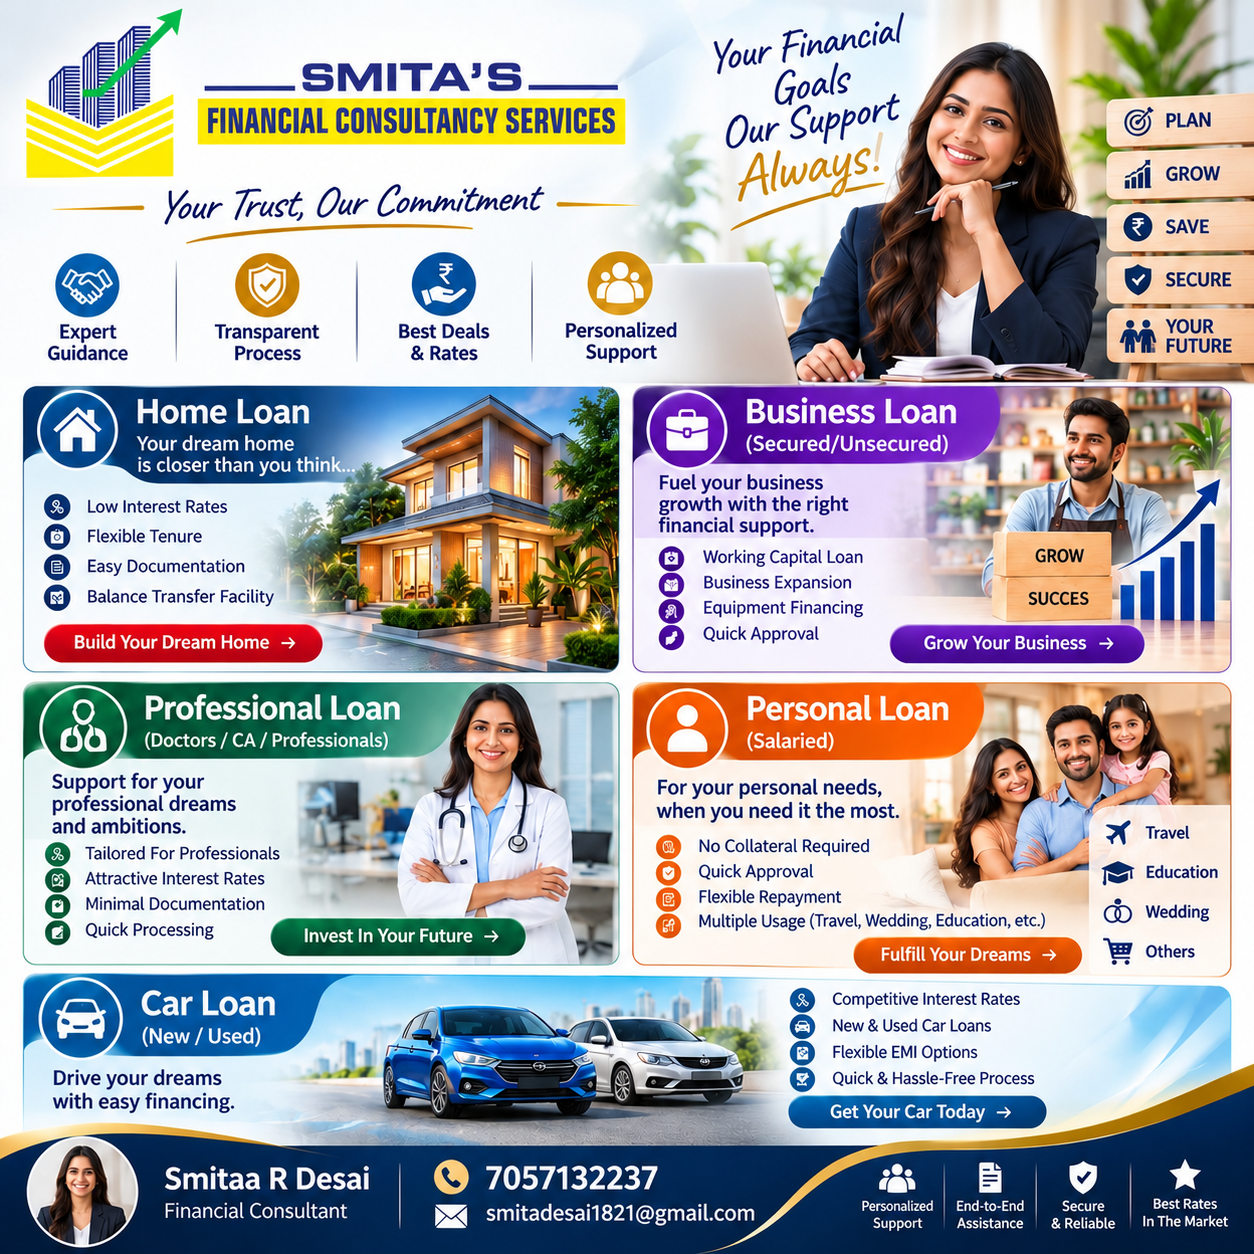 SMITA'S
FINANCIAL CONSULTANCY SERVICES
Your Trust, Our Commitment
Your Financial
Goals
Our Support
Always!
PLAN
GROW
SAVE
SECURE
YOUR
FUTURE
Expert
Guidance
Transparent
Process
Best Deals
& Rates
Personalized
Support
Home Loan
Your dream home
is closer than you think...
Low Interest Rates
Flexible Tenure
Easy Documentation
Balance Transfer Facility
Build Your Dream Home →
Business Loan
(Secured/Unsecured)
Fuel your business
growth with the right
financial support.
Working Capital Loan
Business Expansion
Equipment Financing
Quick Approval
GROW
SUCCES
Grow Your Business →
Professional Loan
(Doctors / CA / Professionals)
Support for your
professional dreams
and ambitions.
Tailored For Professionals
Attractive Interest Rates
Minimal Documentation
Quick Processing
Invest In Your Future →
Personal Loan
(Salaried)
For your personal needs,
when you need it the most.
No Collateral Required
Quick Approval
Flexible Repayment
Multiple Usage (Travel, Wedding, Education, etc.)
Travel
Education
Wedding
Others
Fulfill Your Dreams →
Car Loan
(New / Used)
Drive your dreams
with easy financing.
Competitive Interest Rates
New & Used Car Loans
Flexible EMI Options
Quick & Hassle-Free Process
Get Your Car Today →
Smitaa R Desai
Financial Consultant
7057132237
smitadesai1821@gmail.com
Personalized
Support
End-to-End
Assistance
Secure
& Reliable
Best Rates
In The Market